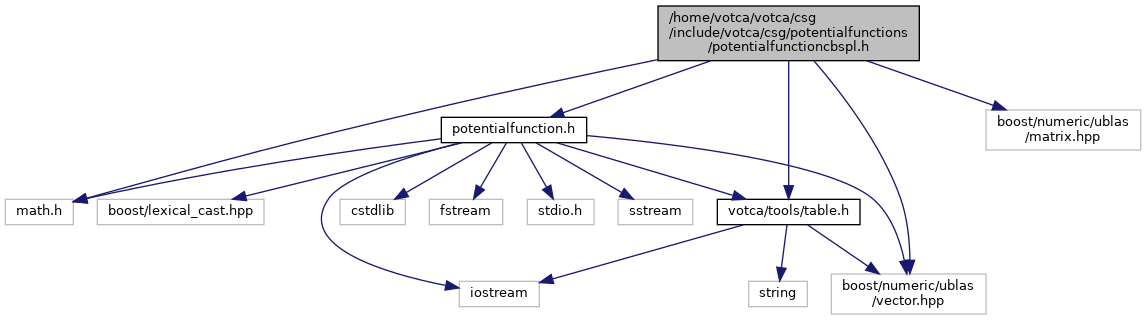 /home/votca/votca/csg
/include/votca/csg/potentialfunctions
/potentialfunctioncbspl.h
boost/numeric/ublas
/matrix.hpp
potentialfunction.h
math.h
boost/lexical_cast.hpp
cstdlib
fstream
stdio.h
sstream
votca/tools/table.h
iostream
string
boost/numeric/ublas
/vector.hpp